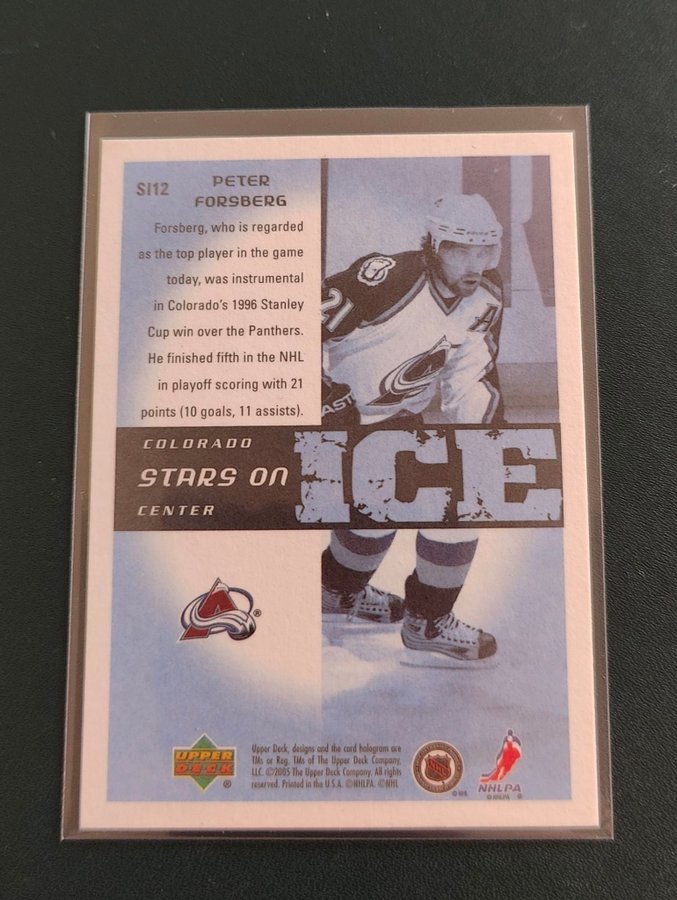 SI12
PETER
FORSBERG
Forsberg, who is regarded
as the top player in the game
today, was instrumental
in Colorado's 1996 Stanley
Cup win over the Panthers.
He finished fifth in the NHL
in playoff scoring with 21
points (10 goals, 11 assists).
21
A
EAST
COLORADO
STARS ON
ICE
CENTER
A
®
UPPER
DECK
®
Upper Deck, designs and the card hologram are
TMs or Reg. TMs of The Upper Deck Company,
LLC. ©2005 The Upper Deck Company. All rights
reserved. Printed in the U.S.A. ©NHLPA. ©NHL
NHL
NHLPA